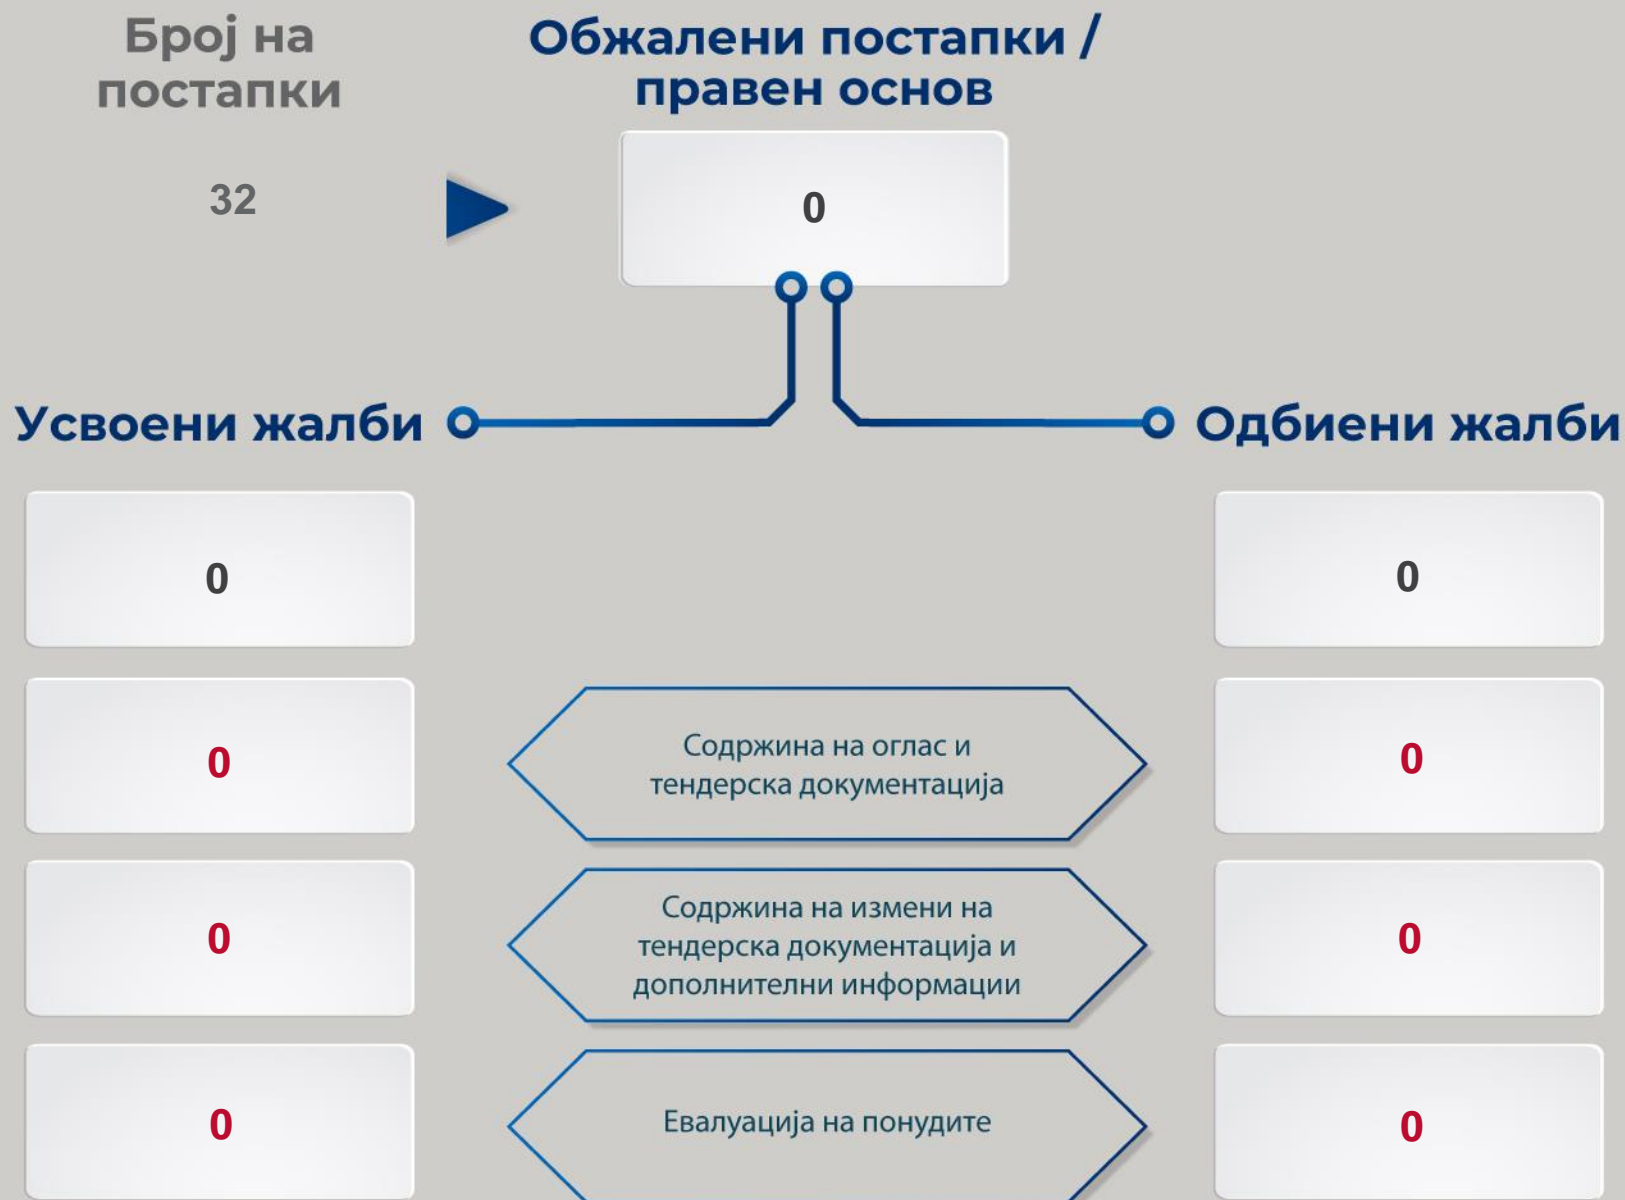 Број на
постапки
Обжалени постапки /
правен основ
32
0
Усвоени жалби
Одбиени жалби
0
0
0
Содржина на оглас и
тендерска документација
0
0
Содржина на измени на
тендерска документација и
дополнителни информации
0
0
Евалуација на понудите
0